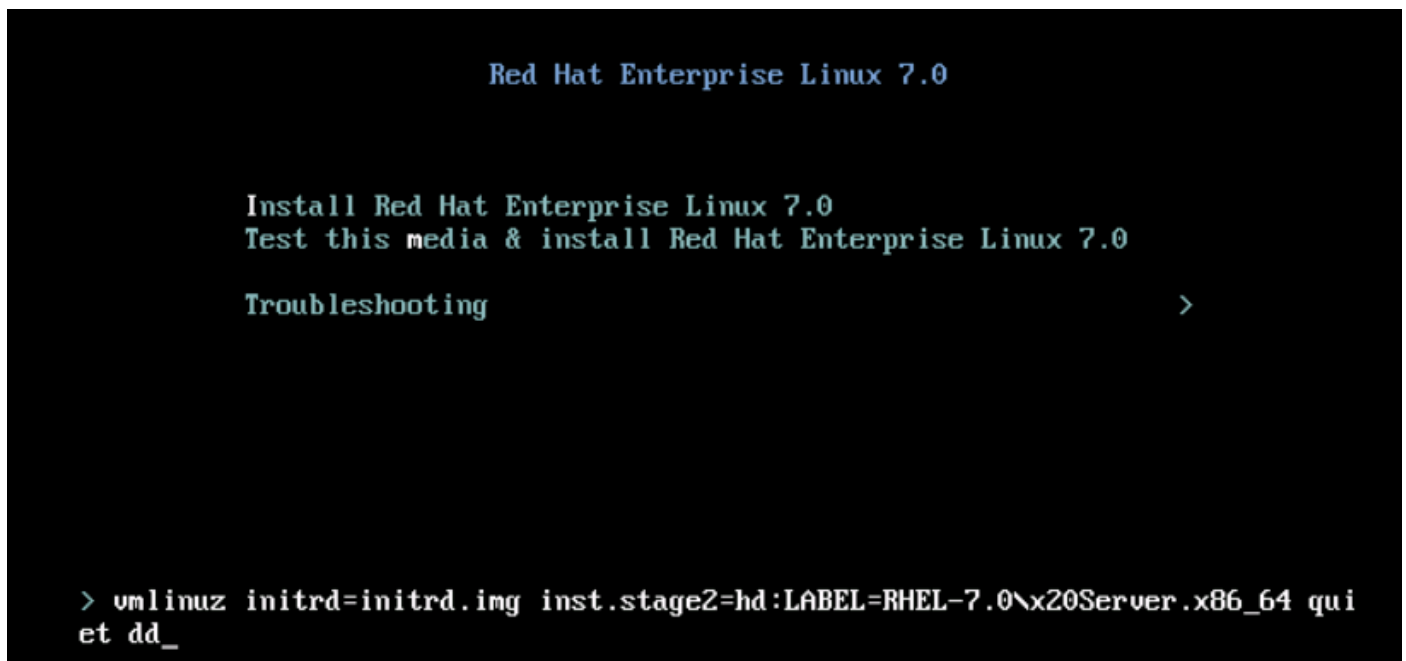 Red Hat Enterprise Linux 7.0
Install Red Hat Enterprise Linux 7.0
Test this media & install Red Hat Enterprise Linux 7.0
Troubleshooting >
> vmlinuz initrd=initrd.img inst.stage2=hd:LABEL=RHEL-7.0\x20Server.x86_64 qui
et dd_